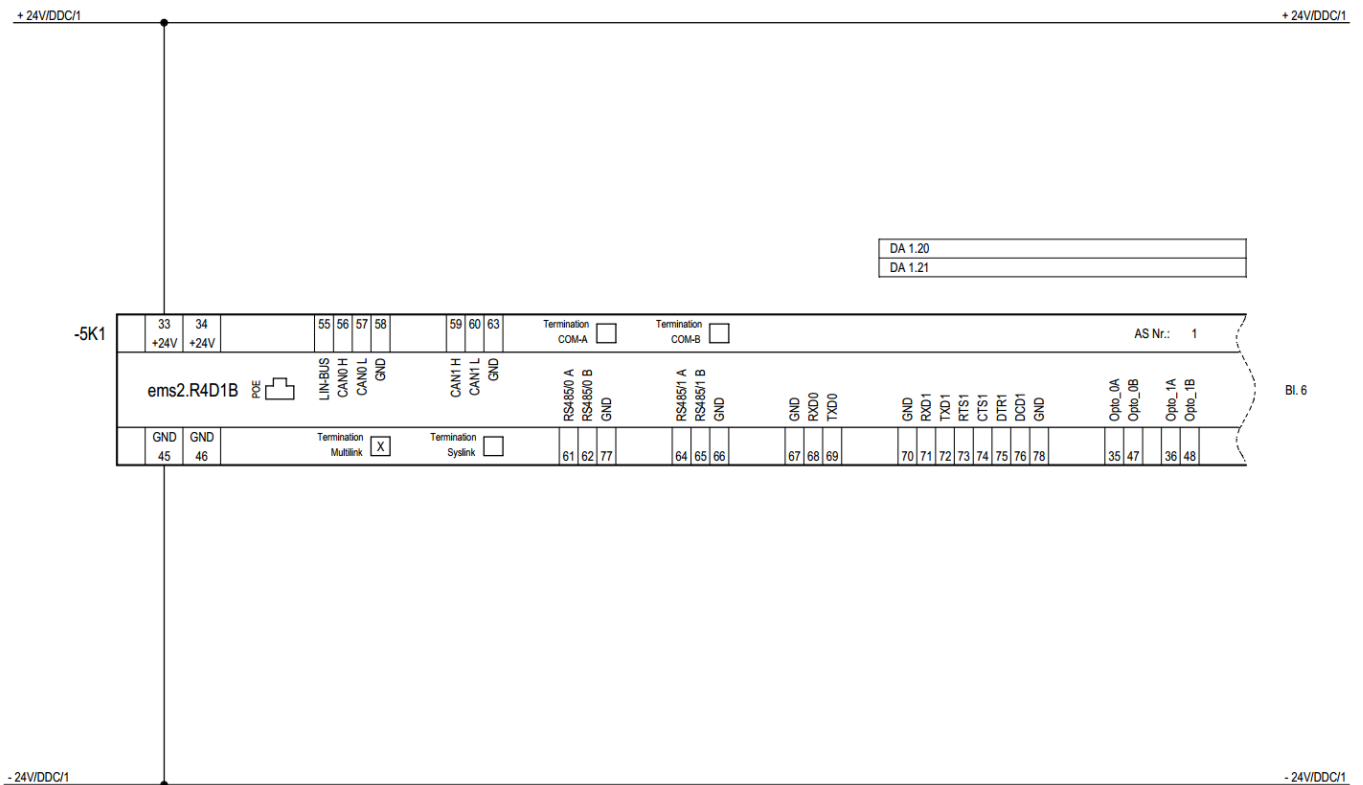 + 24V/DDC/1 + 24V/DDC/1
DA 1.20
DA 1.21
-5K1
33 34 55 56 57 58 59 60 63 Termination Termination
+24V +24V COM-A COM-B AS Nr.: 1
ems2.R4D1B POE LIN-BUS CAN0 H CAN0 L GND CAN1 H CAN1 L GND
RS485/0 A RS485/0 B GND RS485/1 A RS485/1 B GND GND RXD0 TXD0 GND RXD1 TXD1 RTS1 CTS1 DTR1 DCD1 GND Opto_0A Opto_0B Opto_1A Opto_1B
Bl. 6
GND GND Termination Termination
Multilink X Syslink
45 46 61 62 77 64 65 66 67 68 69 70 71 72 73 74 75 76 78 35 47 36 48
- 24V/DDC/1 - 24V/DDC/1